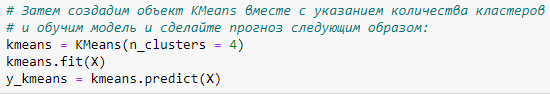 # Затем создадим объект KMeans вместе с указанием количества кластеров
# и обучим модель и сделайте прогноз следующим образом:
kmeans = KMeans(n_clusters = 4)
kmeans.fit(X)
y_kmeans = kmeans.predict(X)